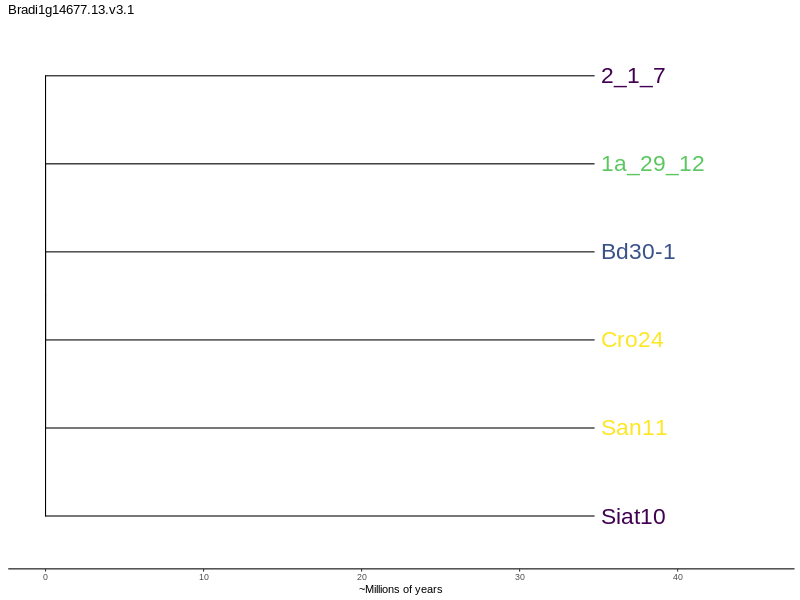 Bradi1g14677.13.v3.1
2_1_7
1a_29_12
Bd30-1
Cro24
San11
Siat10
0 10 20 30 40
~Millions of years